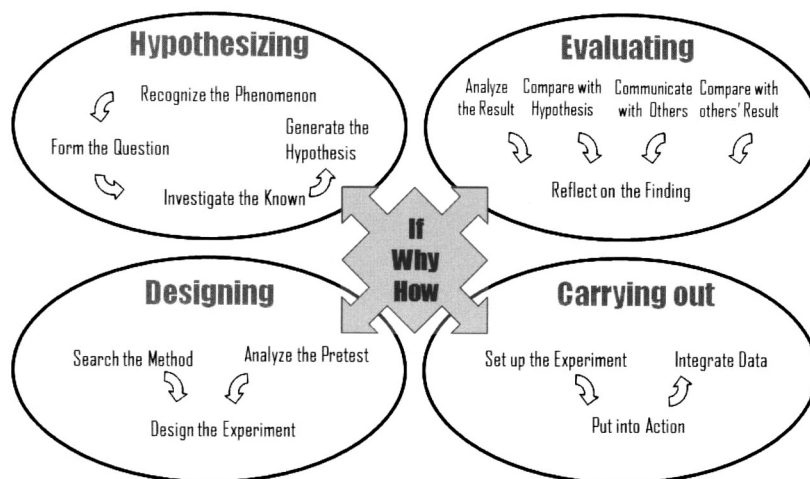 Hypothesizing
Recognize the Phenomenon
Form the Question
Generate the
Hypothesis
Investigate the Known
Evaluating
Analyze
the Result
Compare with
Hypothesis
Communicate
with Others
Compare with
others' Result
Reflect on the Finding
If
Why
How
Designing
Search the Method
Analyze the Pretest
Design the Experiment
Carrying out
Set up the Experiment
Integrate Data
Put into Action